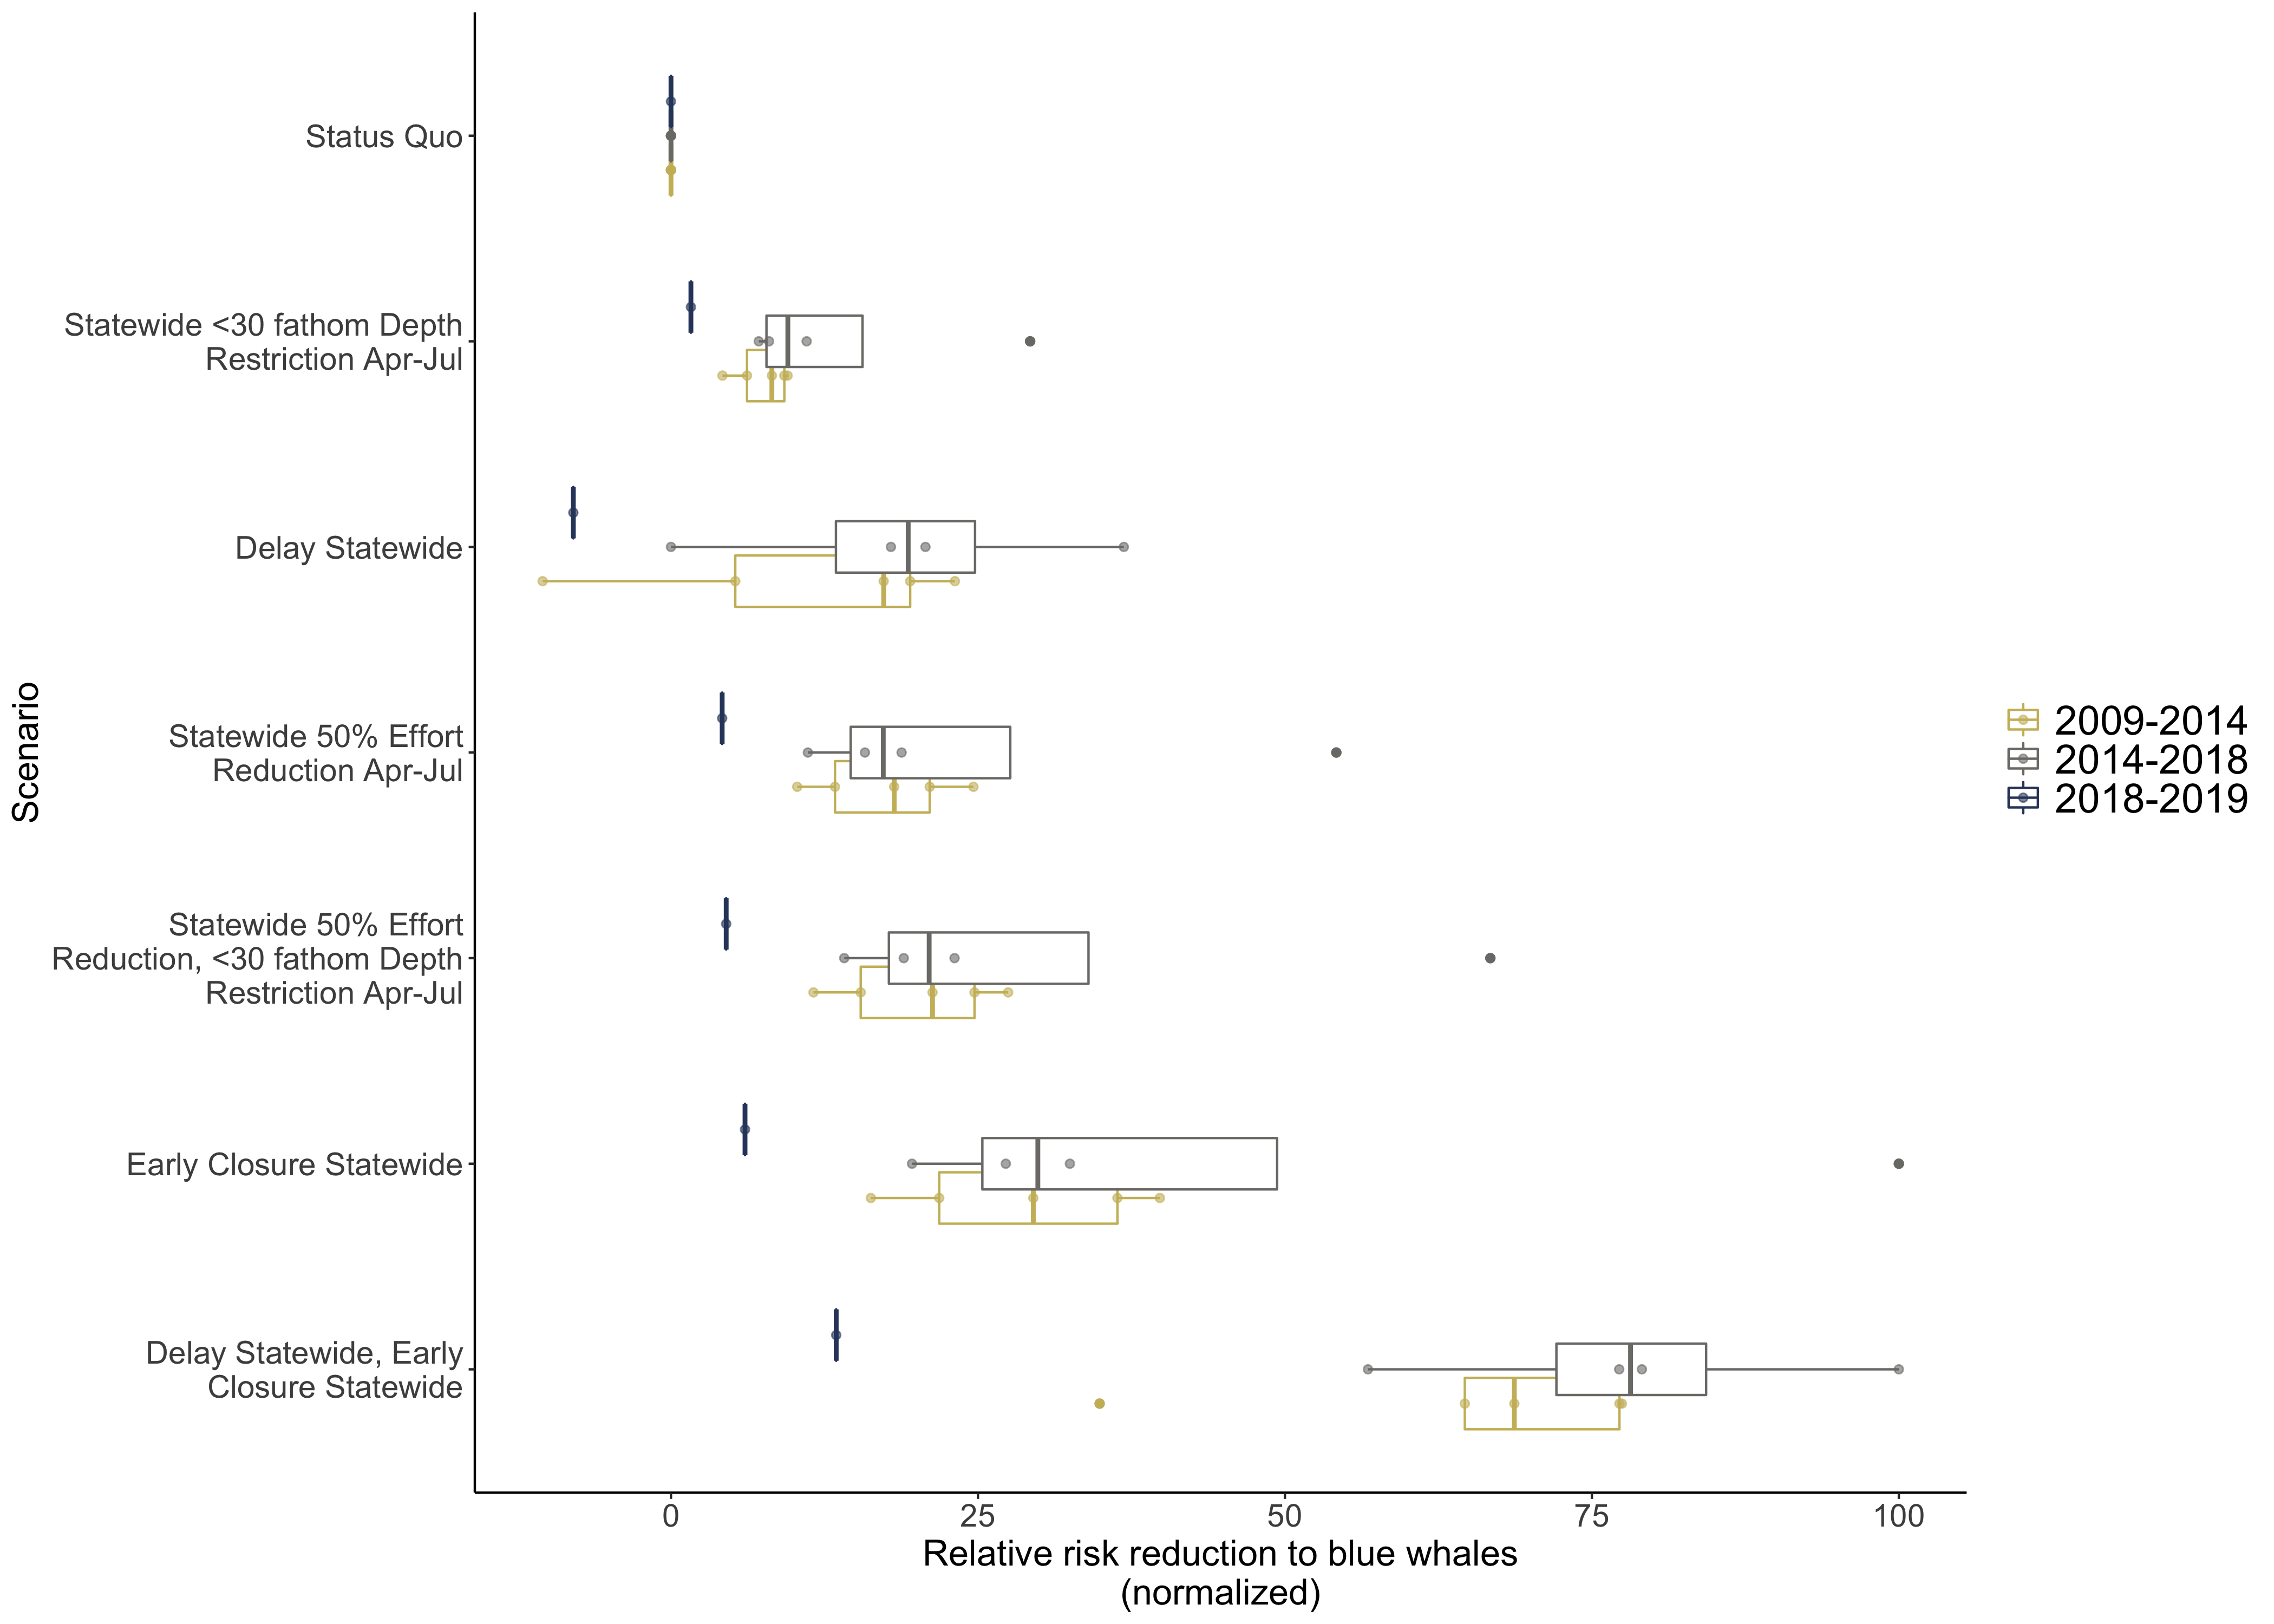 Scenario
Status Quo
Statewide <30 fathom Depth
Restriction Apr-Jul
Delay Statewide
Statewide 50% Effort
Reduction Apr-Jul
Statewide 50% Effort
Reduction, <30 fathom Depth
Restriction Apr-Jul
Early Closure Statewide
Delay Statewide, Early
Closure Statewide
0 25 50 75 100
Relative risk reduction to blue whales
(normalized)
2009-2014
2014-2018
2018-2019